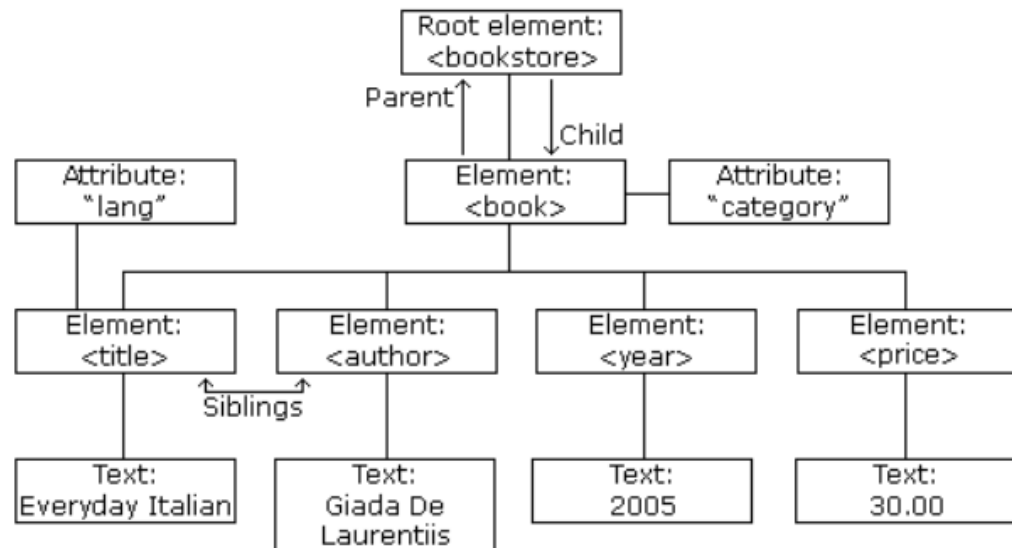 Root element:
<bookstore>
Parent
Child
Attribute:
“lang”
Element:
<book>
Attribute:
“category”
Element:
<title>
Element:
<author>
Element:
<year>
Element:
<price>
Siblings
Text:
Everyday Italian
Text:
Giada De
Laurentiis
Text:
2005
Text:
30.00